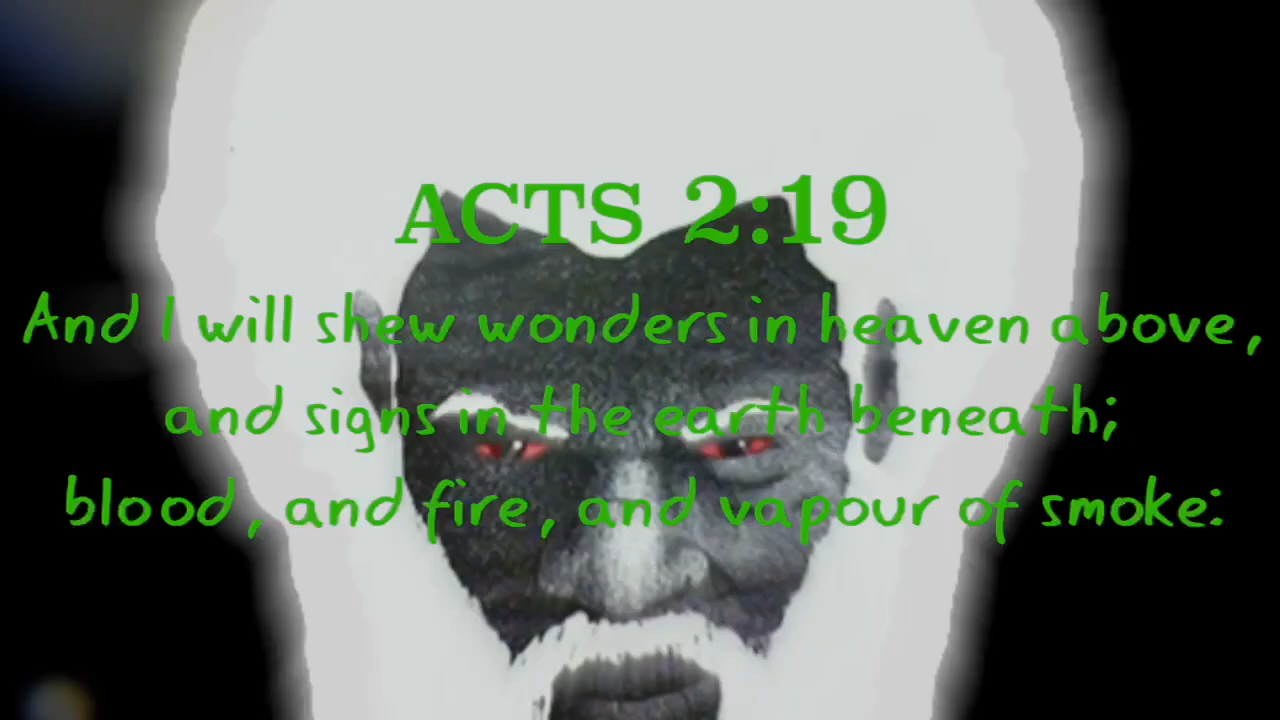 ACTS 2:19
And I will shew wonders in heaven above,
and signs in the earth beneath;
blood, and fire, and vapour of smoke: